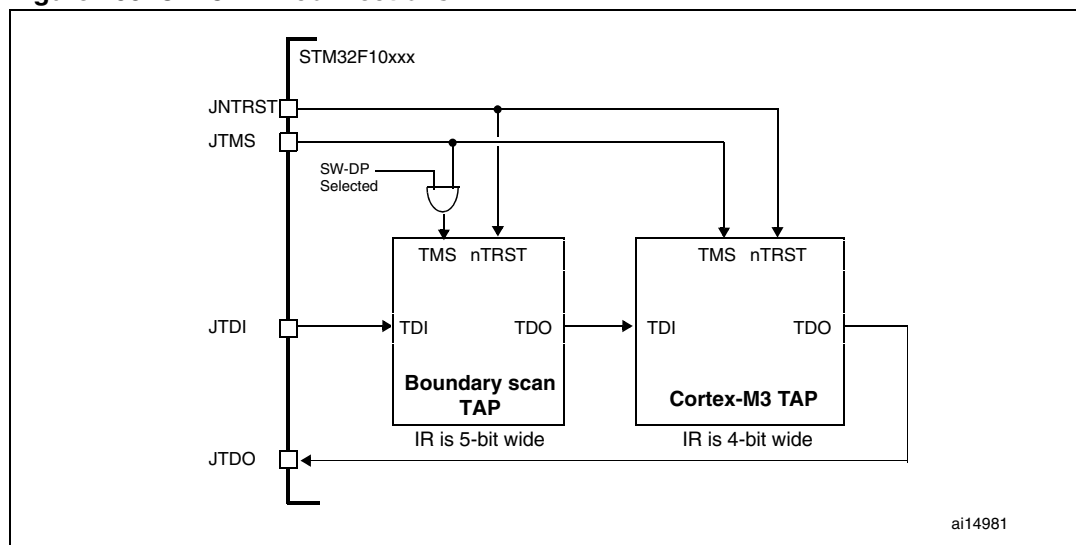 STM32F10xxx
JNTRST
JTMS
SW-DP
Selected
TMS nTRST
TMS nTRST
JTDI
TDI
TDO
TDI
TDO
Boundary scan
TAP
Cortex-M3 TAP
IR is 5-bit wide
IR is 4-bit wide
JTDO
ai14981